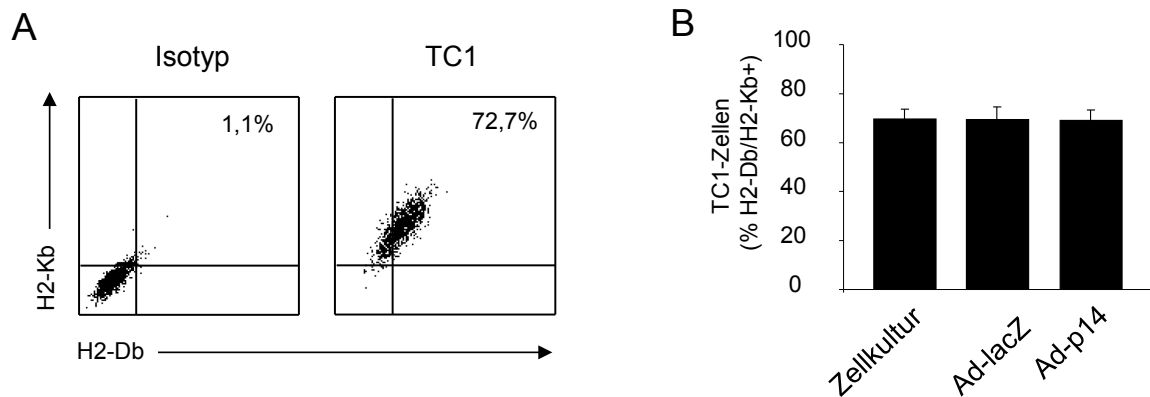 A
Isotyp
TC1
1,1%
72,7%
H2-Kb
H2-Db
B
TC1-Zellen
(% H2-Db/H2-Kb+)
100
80
60
40
20
0
Zellkultur
Ad-lacZ
Ad-p14